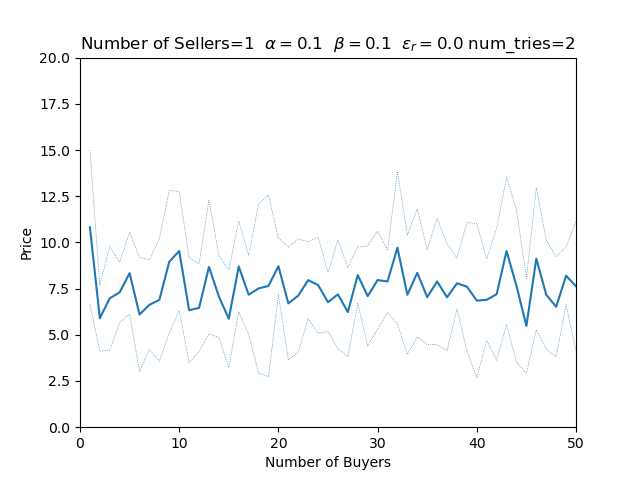 Number of Sellers=1 α = 0.1 β = 0.1 ε_r = 0.0 num_tries=2
20.0
17.5
15.0
12.5
10.0
7.5
5.0
2.5
0.0
Price
0 10 20 30 40 50
Number of Buyers